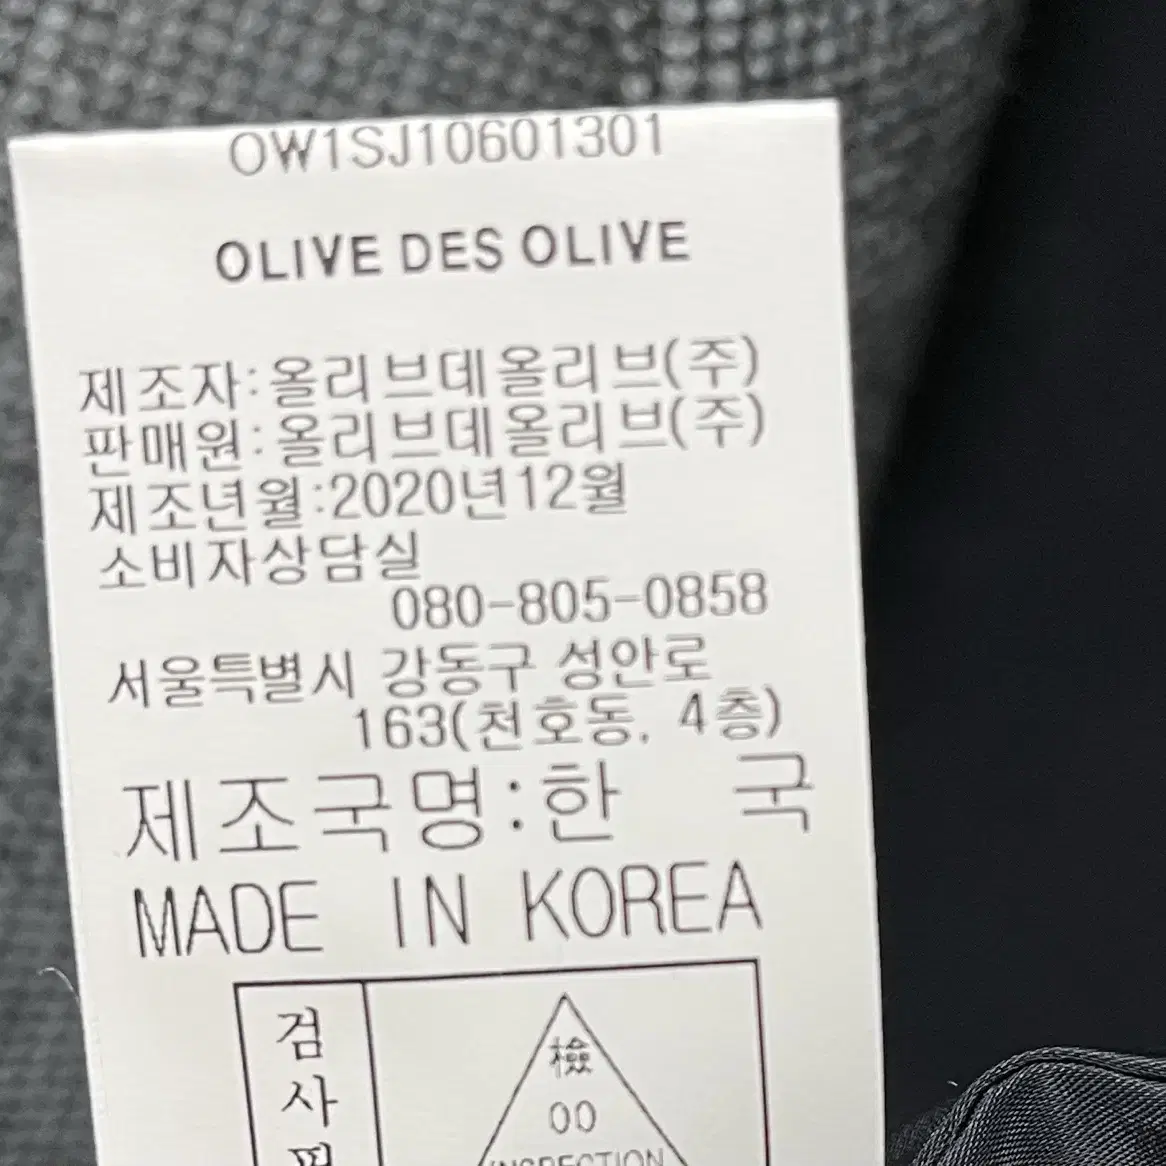 OW1SJ10601301
OLIVE DES OLIVE
제조자:올리브데올리브(주)
판매원:올리브데올리브(주)
제조년월:2020년12월
소비자상담실
080-805-0858
서울특별시 강동구 성안로
163(천호동, 4층)
제조국명:한 국
MADE IN KOREA
검
사
檢
00
INSPECTION